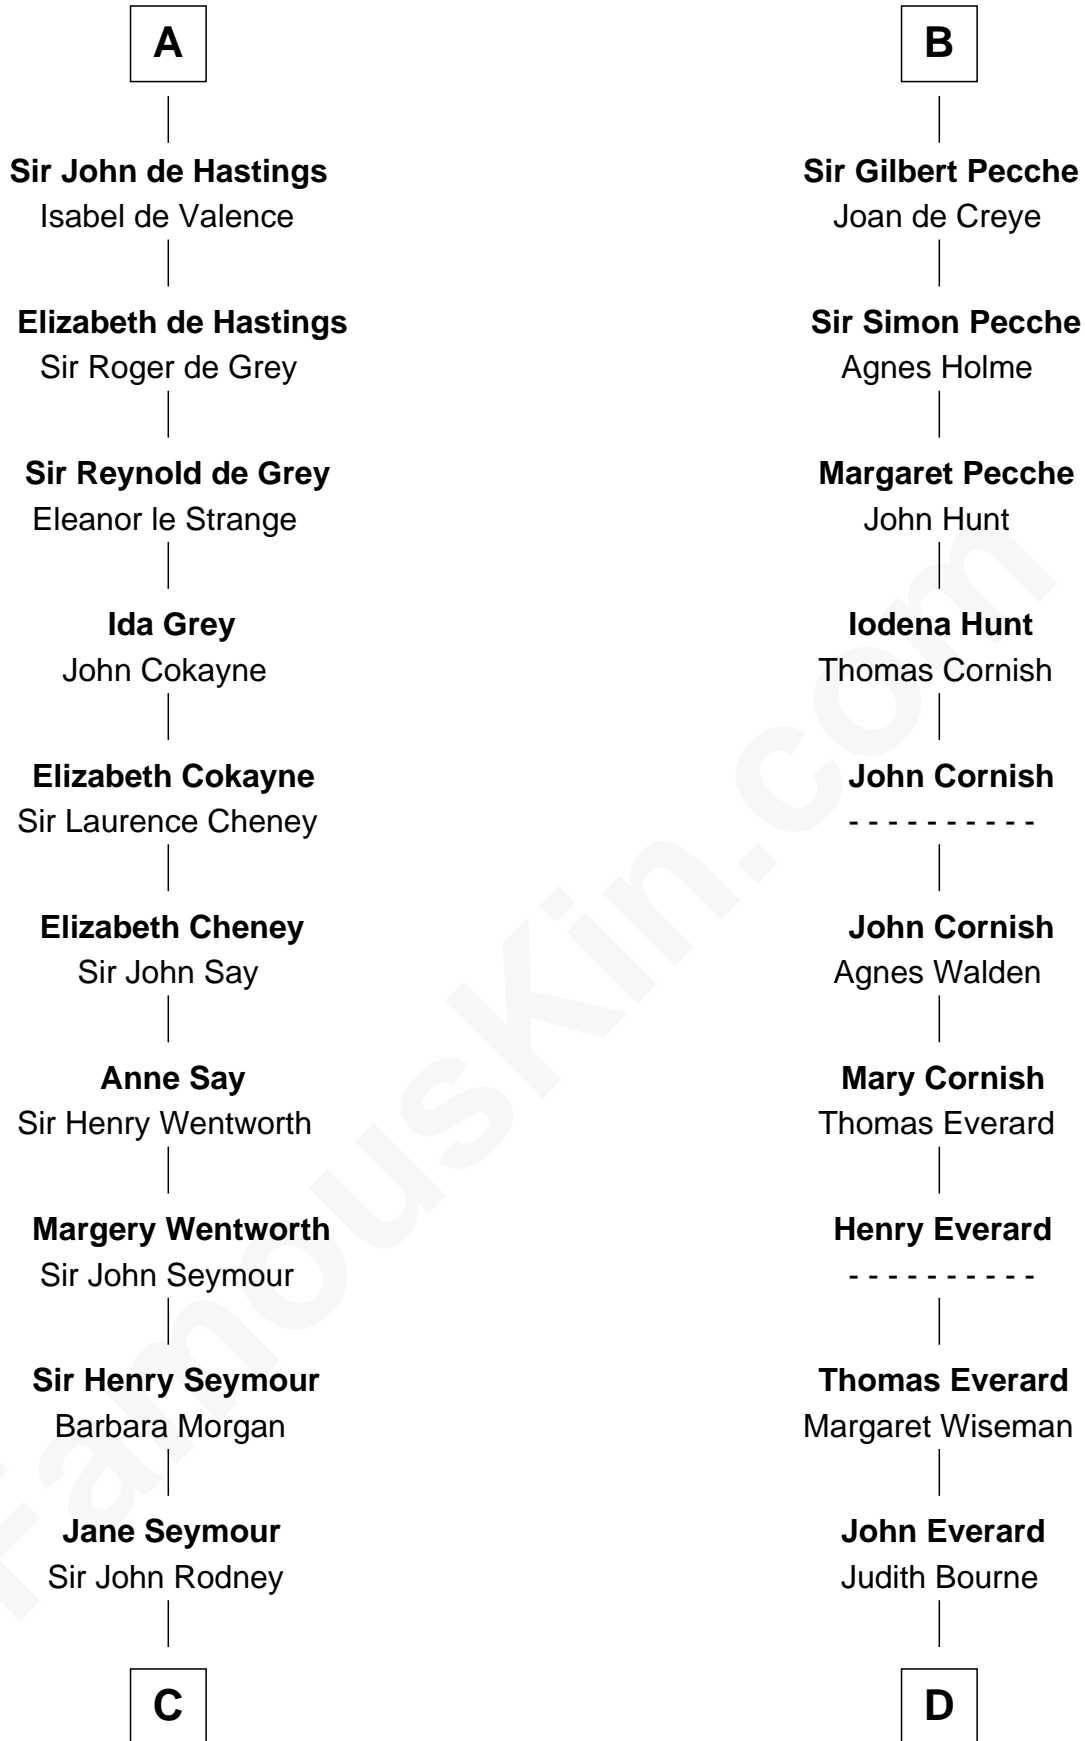 A
Sir John de Hastings
Isabel de Valence
Elizabeth de Hastings
Sir Roger de Grey
Sir Reynold de Grey
Eleanor le Strange
Ida Grey
John Cokayne
Elizabeth Cokayne
Sir Laurence Cheney
Elizabeth Cheney
Sir John Say
Anne Say
Sir Henry Wentworth
Margery Wentworth
Sir John Seymour
Sir Henry Seymour
Barbara Morgan
Jane Seymour
Sir John Rodney
C
B
Sir Gilbert Pecche
Joan de Creye
Sir Simon Pecche
Agnes Holme
Margaret Pecche
John Hunt
Iodena Hunt
Thomas Cornish
John Cornish
- - - - - - - - - -
John Cornish
Agnes Walden
Mary Cornish
Thomas Everard
Henry Everard
- - - - - - - - - -
Thomas Everard
Margaret Wiseman
John Everard
Judith Bourne
D
FamousKin.com